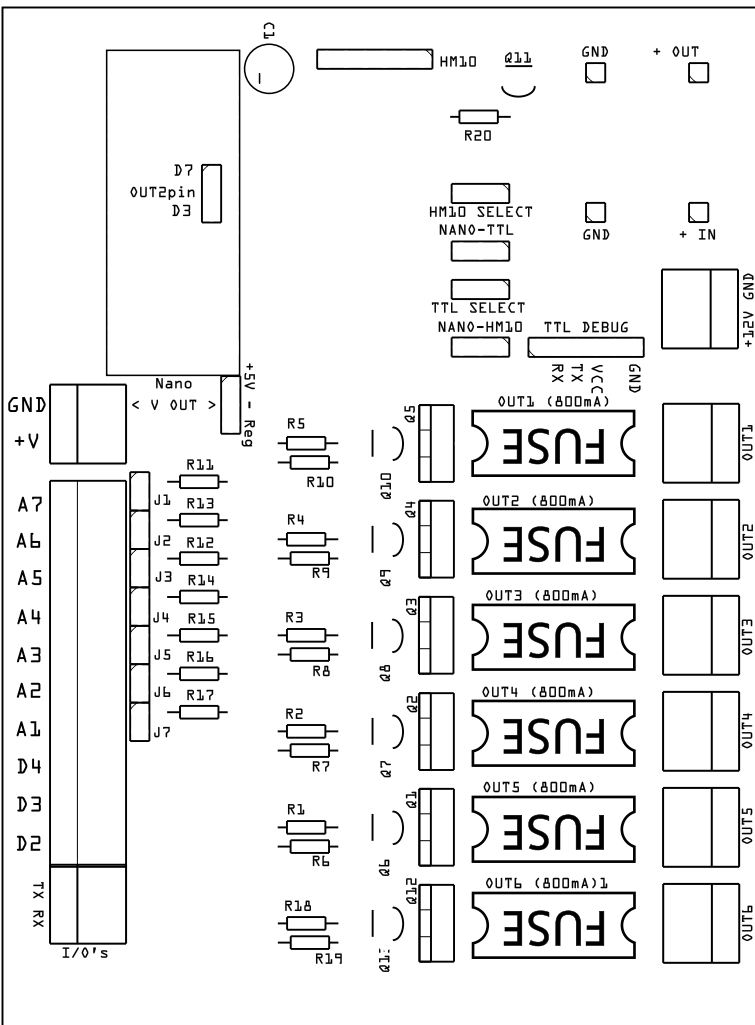 C1
HM10
Q11
GND
+ OUT
R20
D7
OUT2pin
D3
HM10 SELECT
NANO-TTL
GND
+ IN
TTL SELECT
NANO-HM10
TTL DEBUG
+12V GND
RX
TX
VCC
GND
Nano
< V OUT >
+5V - Reg
GND
+V
R5
R10
Q10
Q5
OUT1 (800mA)
FUSE
OUT1
A7
J1
R11
R13
A6
J2
R4
R9
Q9
Q4
OUT2 (800mA)
FUSE
OUT2
A5
J3
R12
R14
A4
J4
R15
R3
R8
Q8
Q3
OUT3 (800mA)
FUSE
OUT3
A3
J5
R16
A2
J6
R17
A1
J7
R2
R7
Q7
Q2
OUT4 (800mA)
FUSE
OUT4
D4
D3
D2
R1
R6
Q6
Q1
OUT5 (800mA)
FUSE
OUT5
TX RX
I/O's
R18
R19
Q12
OUT6 (800mA)1
FUSE
OUT6